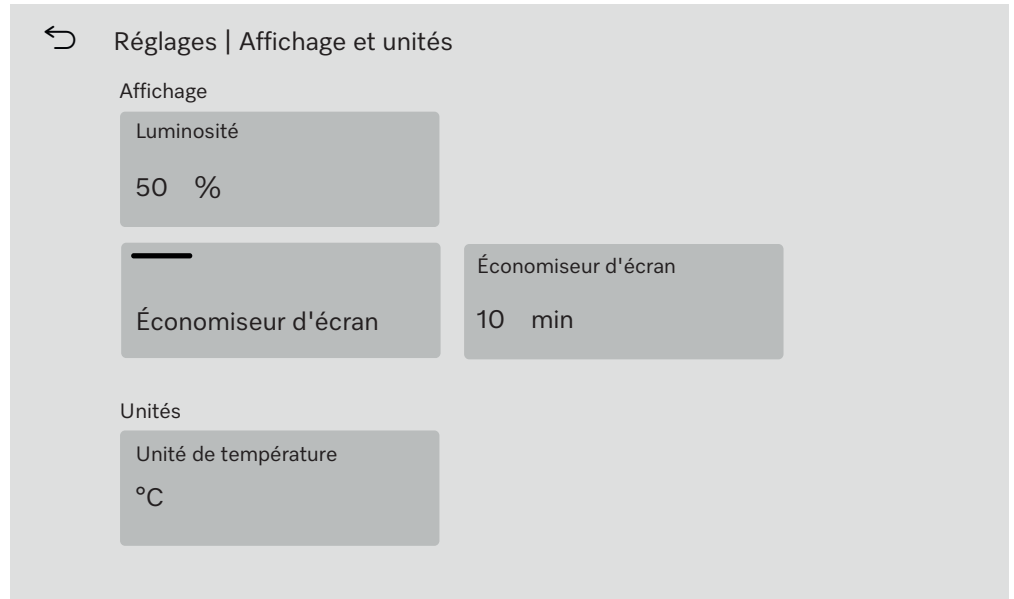 Réglages | Affichage et unités
Affichage
Luminosité
50 %
Économiseur d'écran
Économiseur d'écran
10 min
Unités
Unité de température
°C